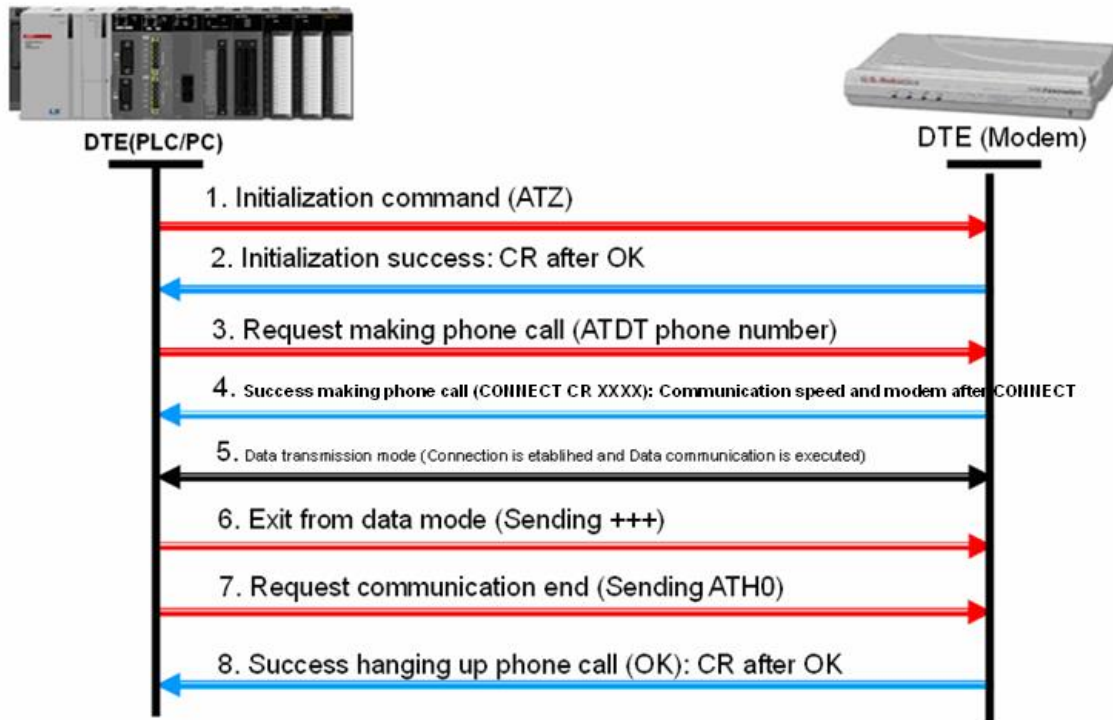 DTE(PLC/PC)
DTE (Modem)
1. Initialization command (ATZ)
2. Initialization success: CR after OK
3. Request making phone call (ATDT phone number)
4. Success making phone call (CONNECT CR XXXX): Communication speed and modem after CONNECT
5. Data transmission mode (Connection is etablihed and Data communication is executed)
6. Exit from data mode (Sending +++)
7. Request communication end (Sending ATH0)
8. Success hanging up phone call (OK): CR after OK